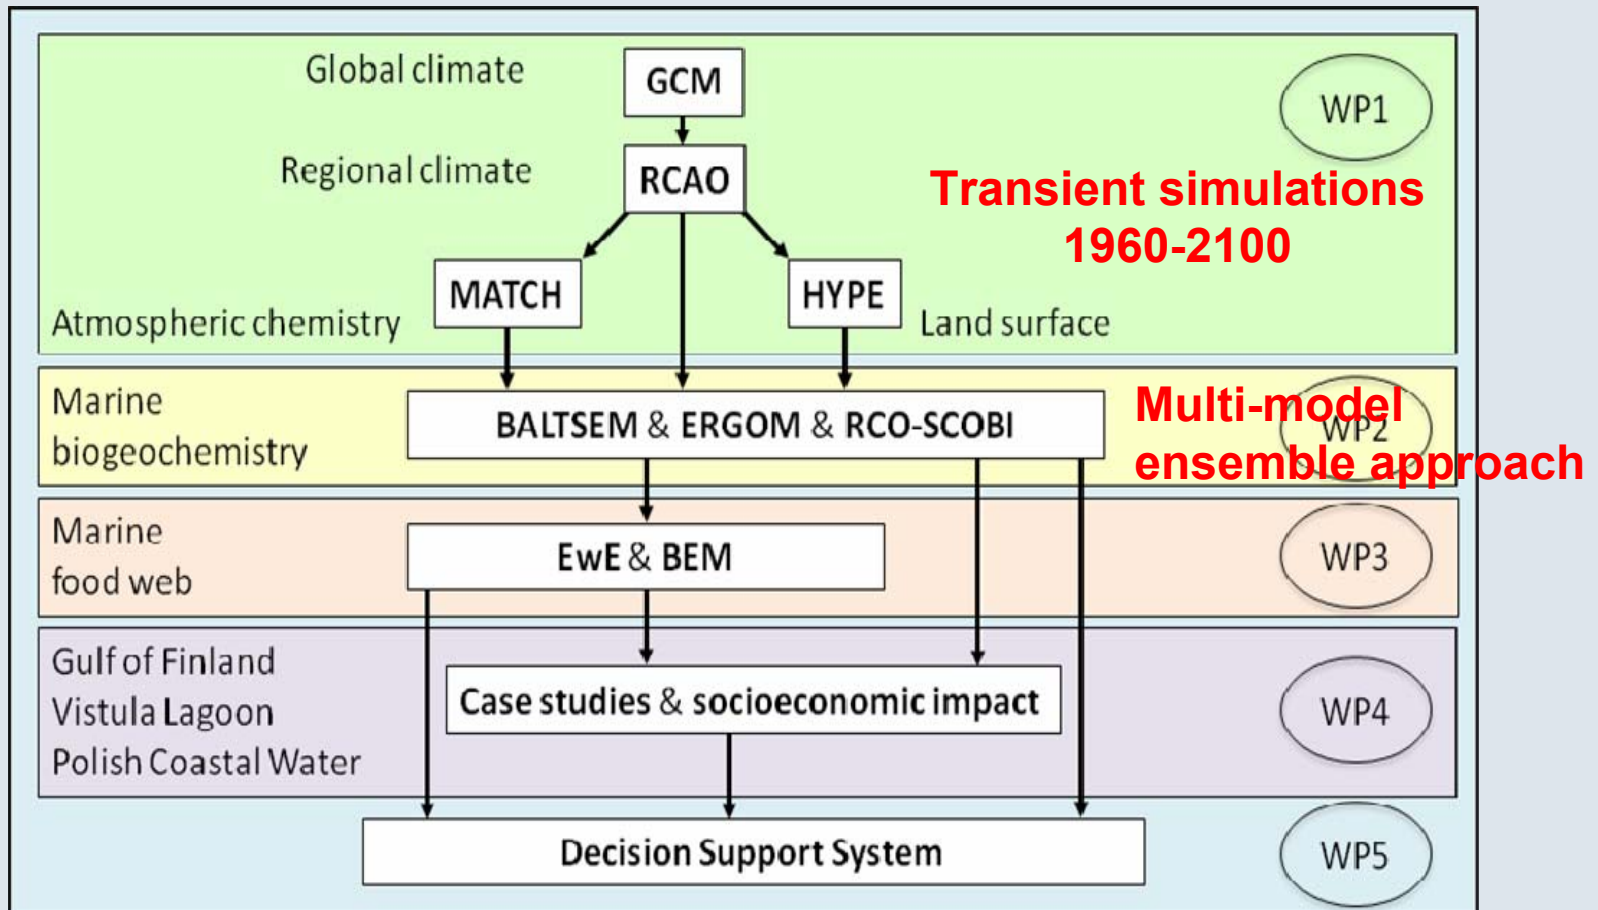 Global climate
GCM
WP1
Regional climate
RCAO
Transient simulations
1960-2100
MATCH
HYPE
Atmospheric chemistry
Land surface
Marine
biogeochemistry
BALTSEM & ERGOM & RCO-SCOBI
Multi-model
WP2
ensemble approach
Marine
food web
EwE & BEM
WP3
Gulf of Finland
Vistula Lagoon
Polish Coastal Water
Case studies & socioeconomic impact
WP4
Decision Support System
WP5